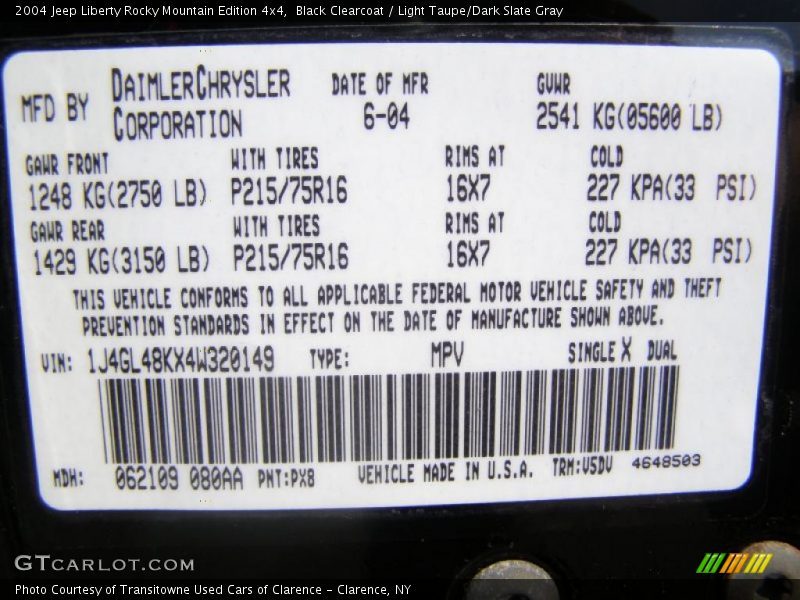 2004 Jeep Liberty Rocky Mountain Edition 4x4,  Black Clearcoat / Light Taupe/Dark Slate Gray
MFD BY DAIMLERCHRYSLER CORPORATION DATE OF MFR 6-04 GVWR 2541 KG(05600 LB)
GAWR FRONT WITH TIRES RIMS AT COLD
1248 KG(2750 LB) P215/75R16 16X7 227 KPA(33 PSI)
GAWR REAR WITH TIRES RIMS AT COLD
1429 KG(3150 LB) P215/75R16 16X7 227 KPA(33 PSI)
THIS VEHICLE CONFORMS TO ALL APPLICABLE FEDERAL MOTOR VEHICLE SAFETY AND THEFT
PREVENTION STANDARDS IN EFFECT ON THE DATE OF MANUFACTURE SHOWN ABOVE.
VIN: 1J4GL48KX4W320149 TYPE: MPV SINGLE X DUAL
MDH: 062109 080AA PNT:PX8 VEHICLE MADE IN U.S.A. TRM:V5DV 4648503
GTCARLOT.COM
Photo Courtesy of Transitowne Used Cars of Clarence - Clarence, NY